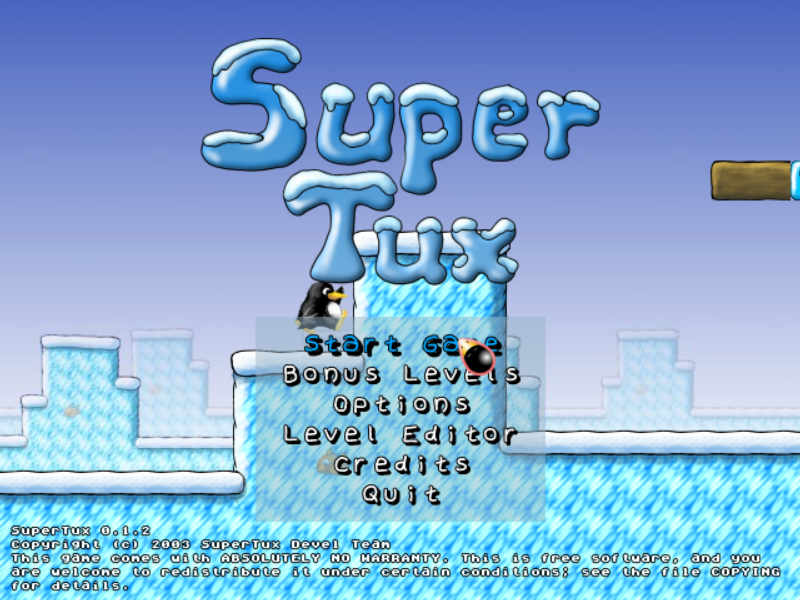 Super
Tux
Start Game
Bonus Levels
Options
Level Editor
Credits
Quit
SuperTux 0.1.2
Copyright (c) 2003 SuperTux Devel Team
This game comes with ABSOLUTELY NO WARRANTY. This is free software, and you
are welcome to redistribute it under certain conditions; see the file COPYING
for details.